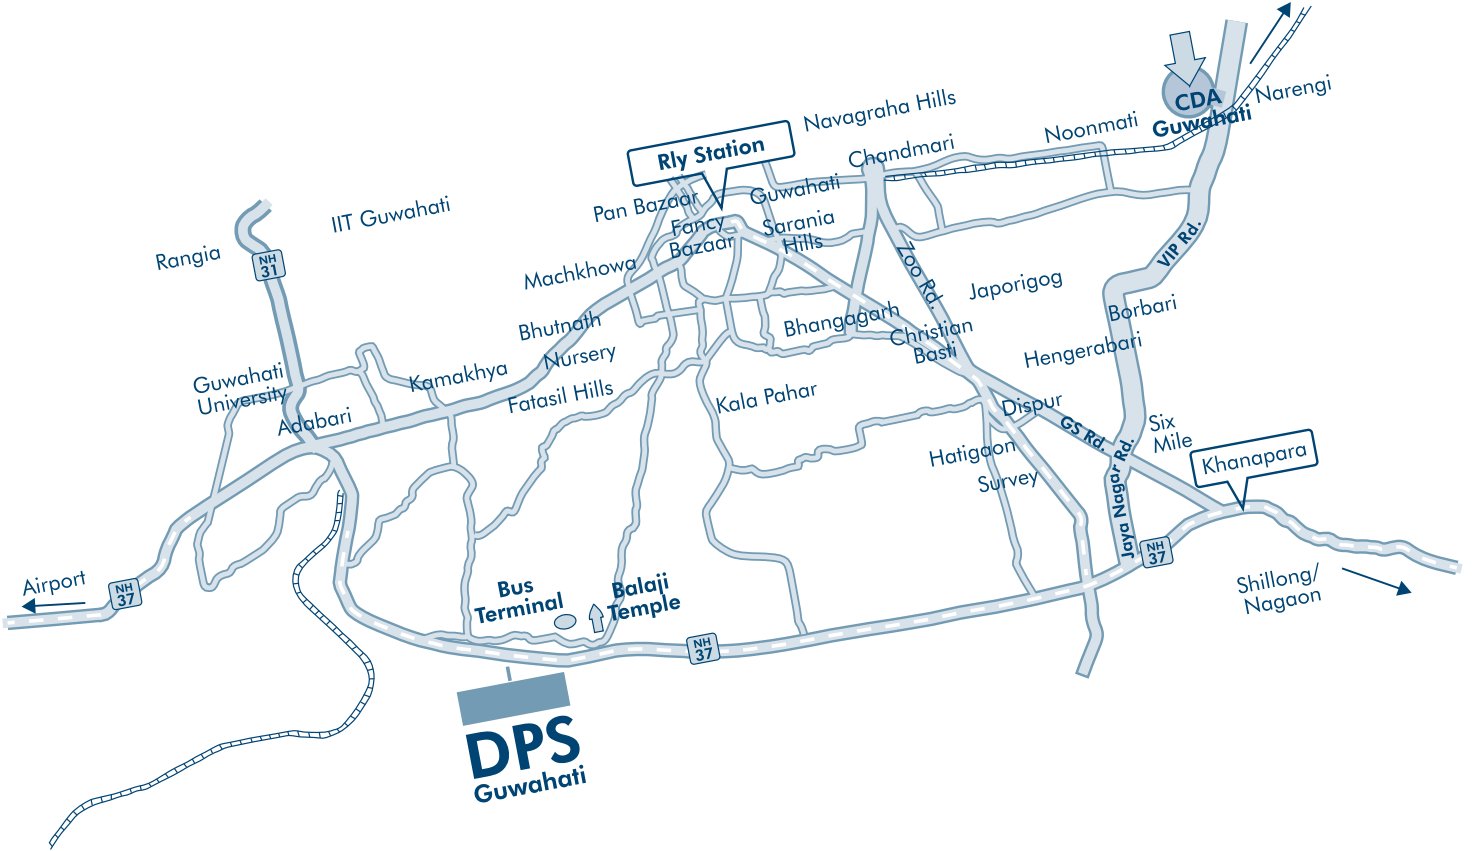 CDA
Guwahati
Narengi
Navagraha Hills
Noonmati
Rly Station
Chandmari
Guwahati
Pan Bazaar
IIT Guwahati
Fancy
Bazaar
Sarania
Hills
Rangia
NH
31
Machkhowa
Zoo Rd.
VIP Rd.
Japorigog
Borbari
Bhutnath
Bhangagarh
Christian
Basti
Hengerabari
Nursery
Guwahati
University
Kamakhya
Fatasil Hills
Kala Pahar
Adabari
Dispur
GS Rd.
Six
Mile
Hatigaon
Survey
Khanapara
Jaya Nagar Rd.
NH
37
Airport
NH
37
Bus
Terminal
Balaji
Temple
Shillong/
Nagaon
NH
37
DPS
Guwahati